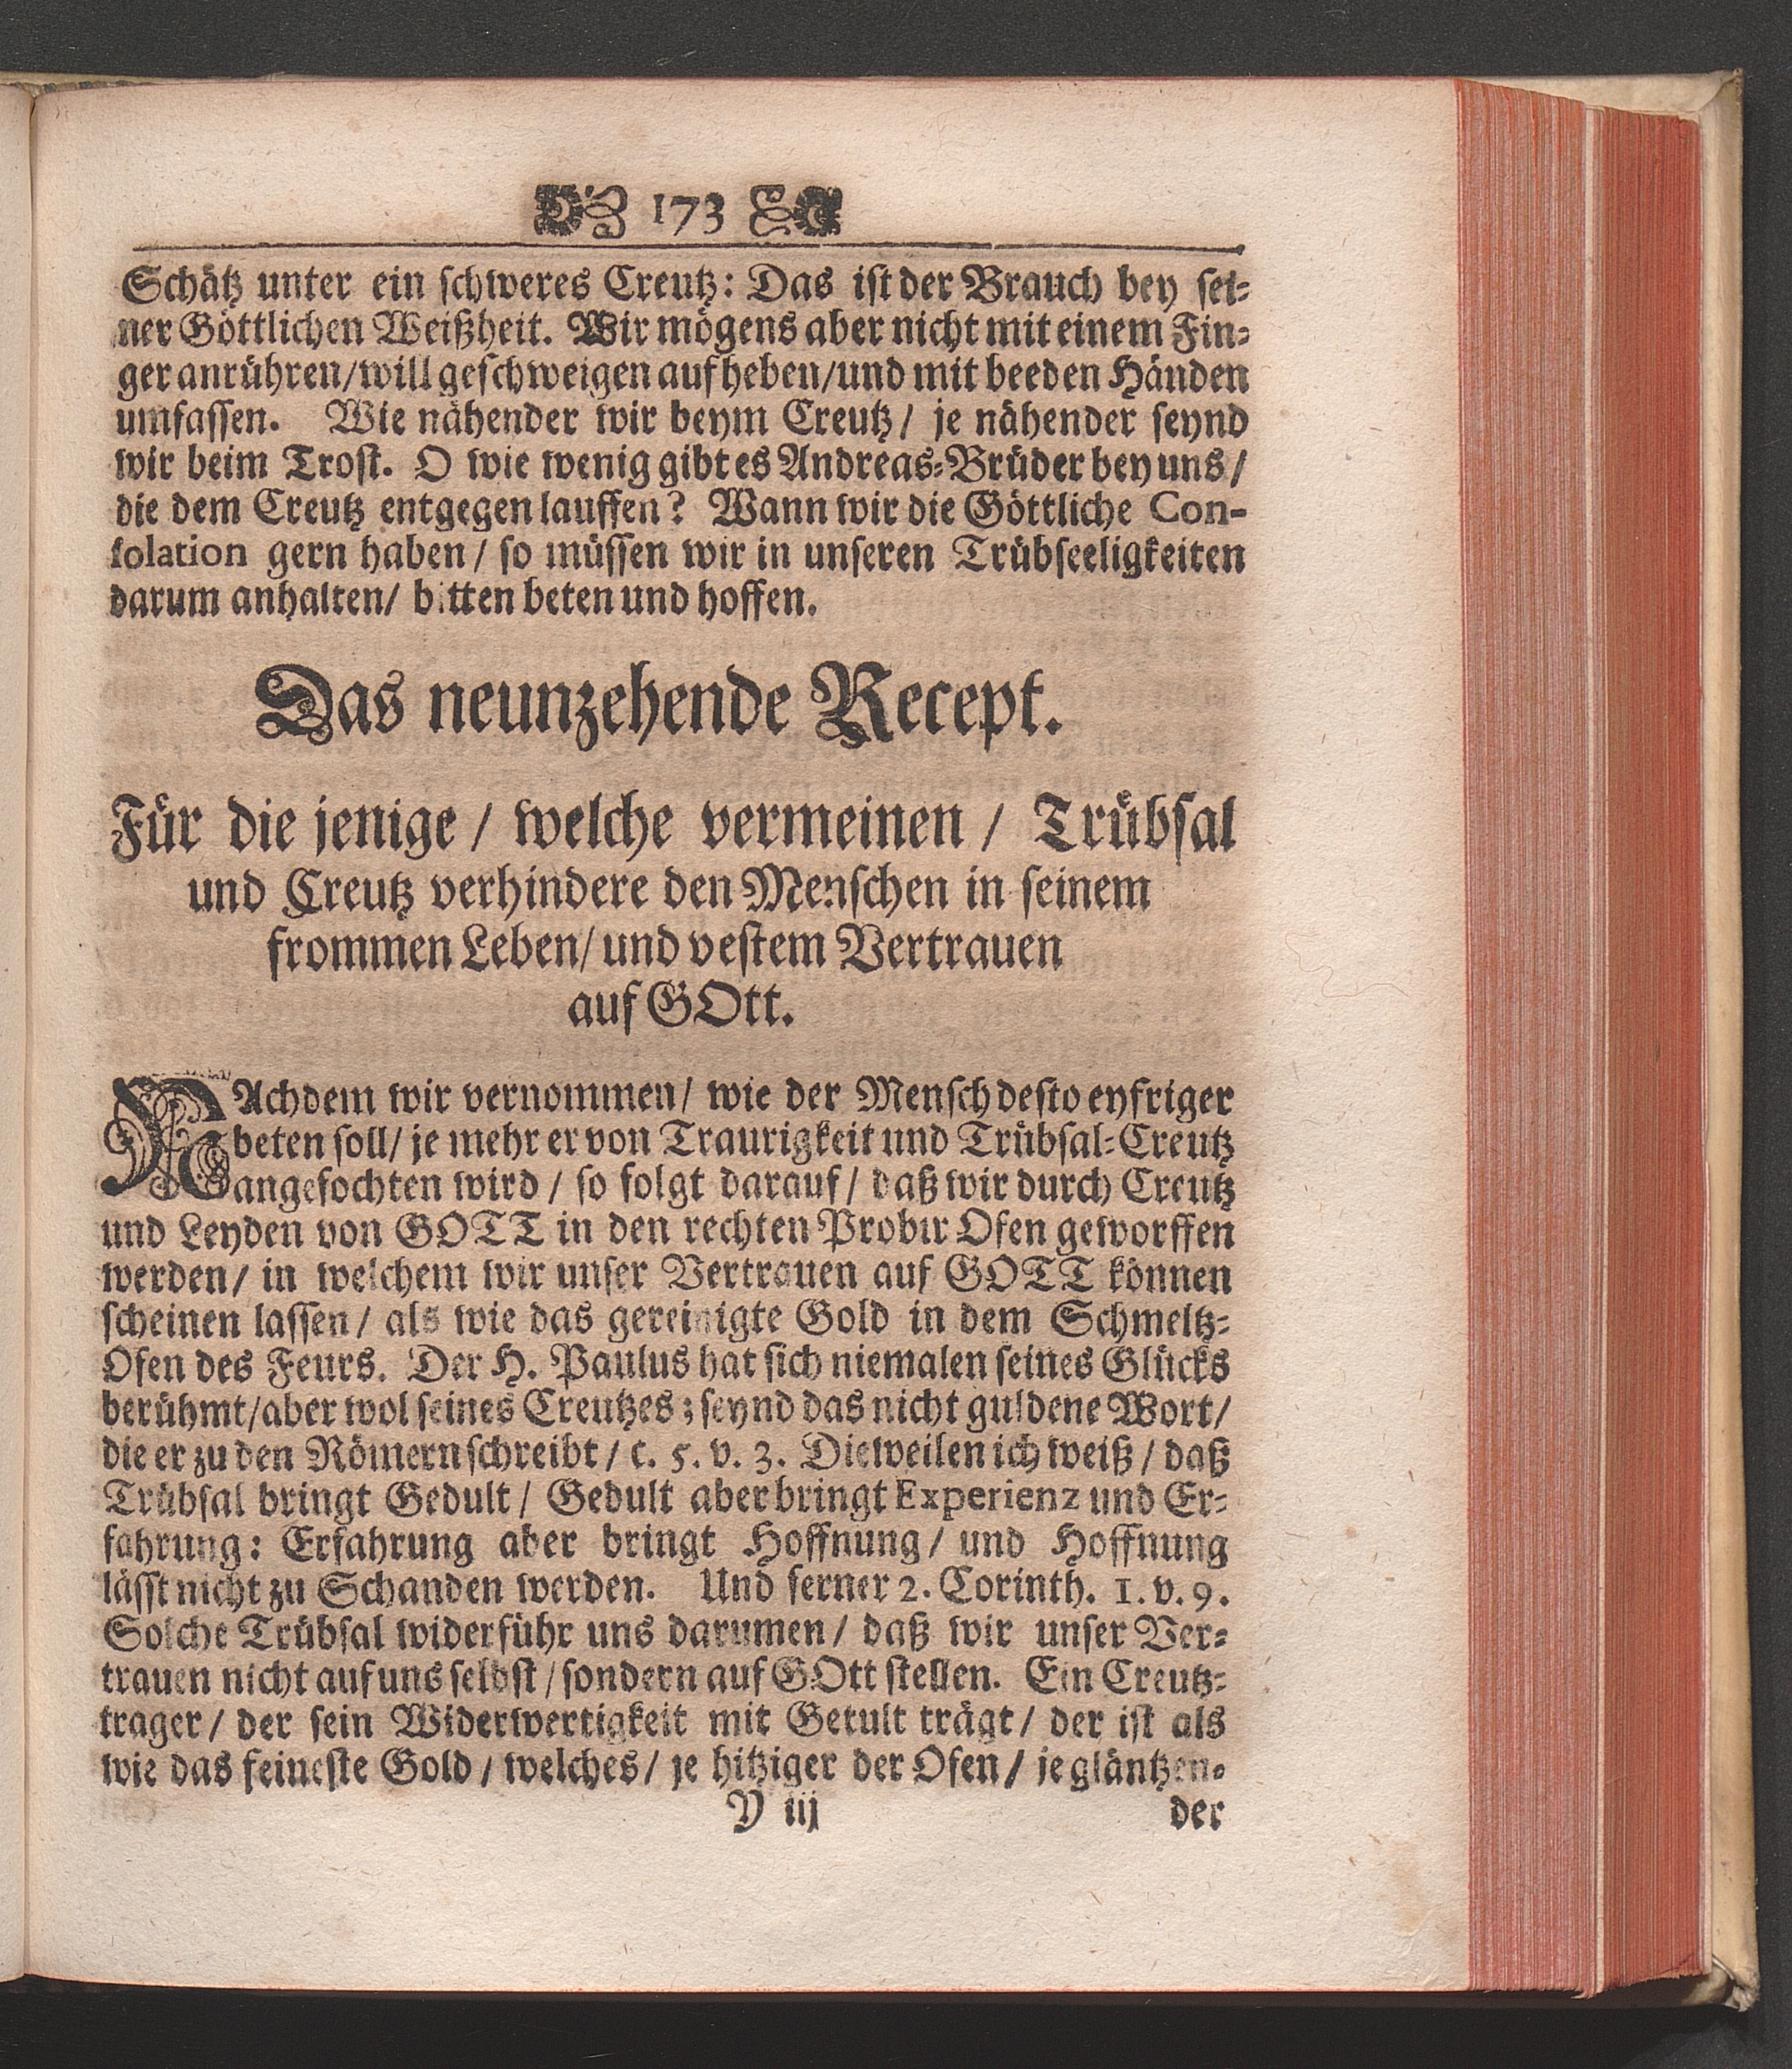 173
Schätz unter ein schweres Creutz: Das ist der Brauch bey sei-
ner Göttlichen Weißheit. Wir mögens aber nicht mit einem Fin-
ger anrühren/will geschweigen auf heben/und mit beeden Händen
umfassen. Wie nähender wir beym Creutz/ je nähender seynd
wir beim Trost. O wie wenig gibt es Andreas-Brüder bey uns/
die dem Creutz entgegen lauffen? Wann wir die Göttliche Con-
solation gern haben/ so müssen wir in unseren Trübseeligkeiten
darum anhalten/ bitten beten und hoffen.
Das neunzehende Recept.
Für die jenige/ welche vermeinen/ Trübsal
und Creutz verhindere den Menschen in seinem
frommen Leben/ und vestem Vertrauen
auf GOtt.
NAchdem wir vernommen/ wie der Mensch desto eyfriger
beten soll/ je mehr er von Traurigkeit und Trübsal-Creutz
angefochten wird/ so folgt darauf/ daß wir durch Creutz
und Leyden von GOTT in den rechten Probir Ofen geworffen
werden/ in welchem wir unser Vertrauen auf GOTT können
scheinen lassen/ als wie das gereinigte Gold in dem Schmeltz-
Ofen des Feurs. Der H. Paulus hat sich niemalen seines Glücks
berühmt/aber wol seines Creutzes; seynd das nicht guldene Wort/
die er zu den Römern schreibt/ c. 5. v. 3. Dieweilen ich weiß/ daß
Trübsal bringt Gedult/ Gedult aber bringt Experienz und Er-
fahrung: Erfahrung aber bringt Hoffnung/ und Hoffnung
lässt nicht zu Schanden werden. Und ferner 2. Corinth. 1. v. 9.
Solche Trübsal widerführ uns darumen/ daß wir unser Ver-
trauen nicht auf uns selbst/ sondern auf GOtt stellen. Ein Creutz-
trager/ der sein Widerwertigkeit mit Getult trägt/ der ist als
wie das feineste Gold/ welches/ je hitziger der Ofen/ je gläntzen-
Y iij der